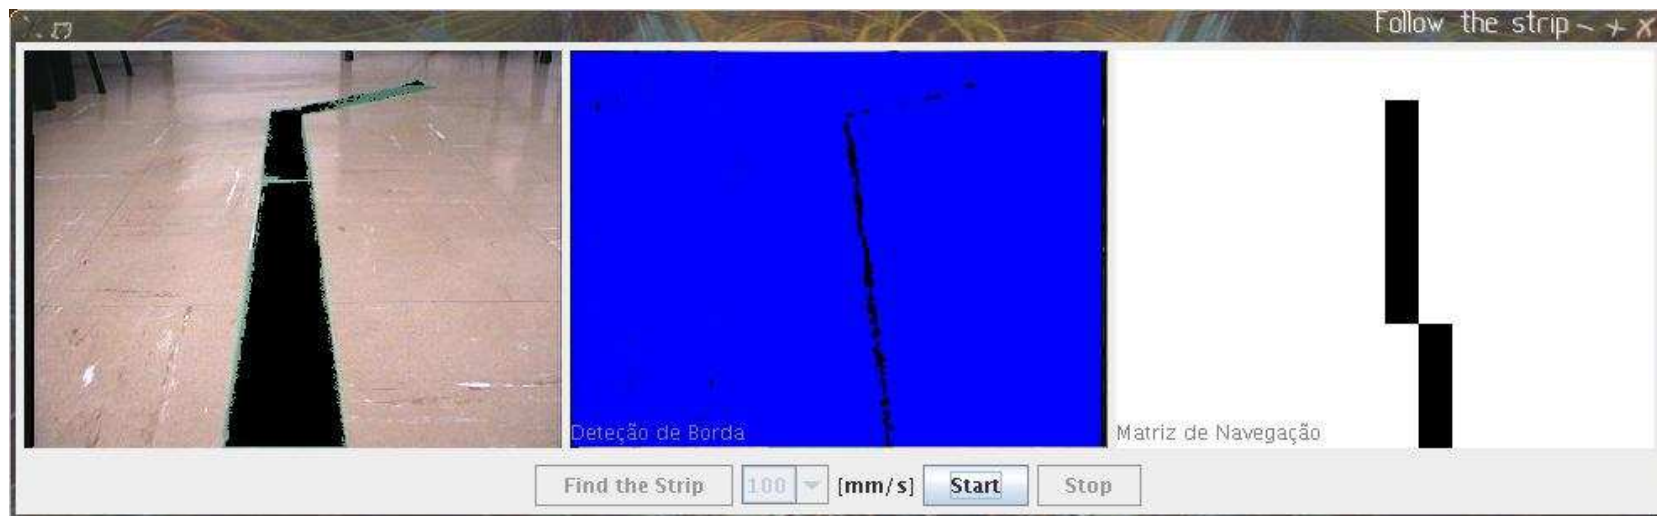 Follow the strip
Deteção de Borda
Matriz de Navegação
Find the Strip
100
[mm/s]
Start
Stop